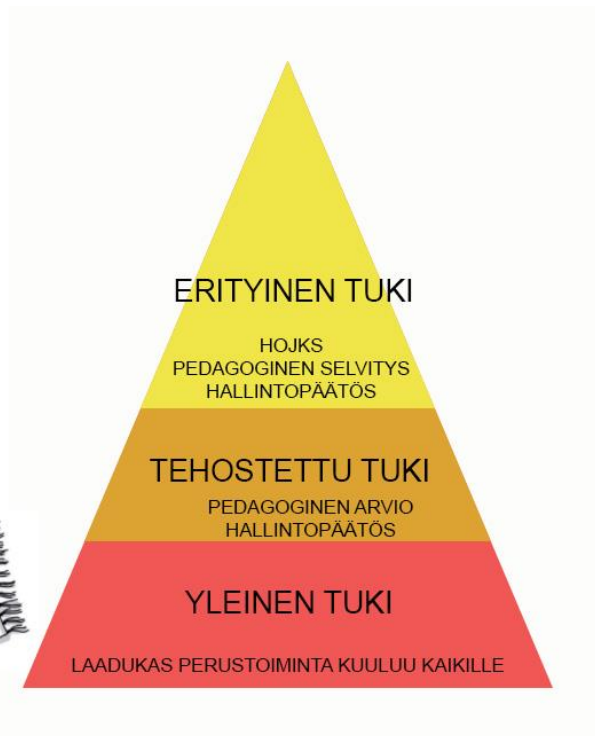 ERITYINEN TUKI
HOJKS
PEDAGOGINEN SELVITYS
HALLINTOPÄÄTÖS
TEHOSTETTU TUKI
PEDAGOGINEN ARVIO
HALLINTOPÄÄTÖS
YLEINEN TUKI
LAADUKAS PERUSTOIMINTA KUULUU KAIKILLE